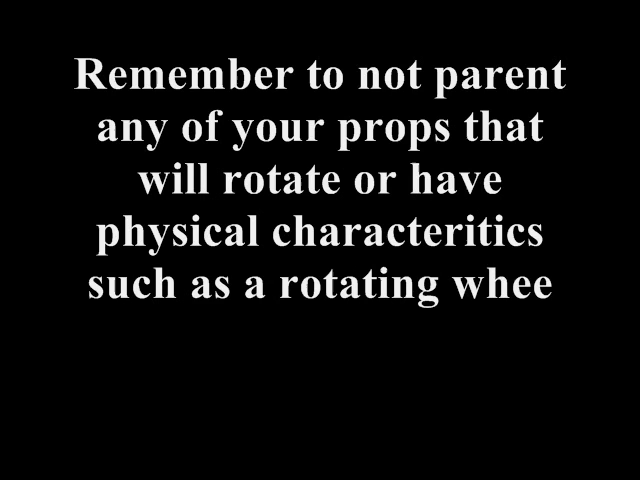 Remember to not parent
any of your props that
will rotate or have
physical characteritics
such as a rotating whee